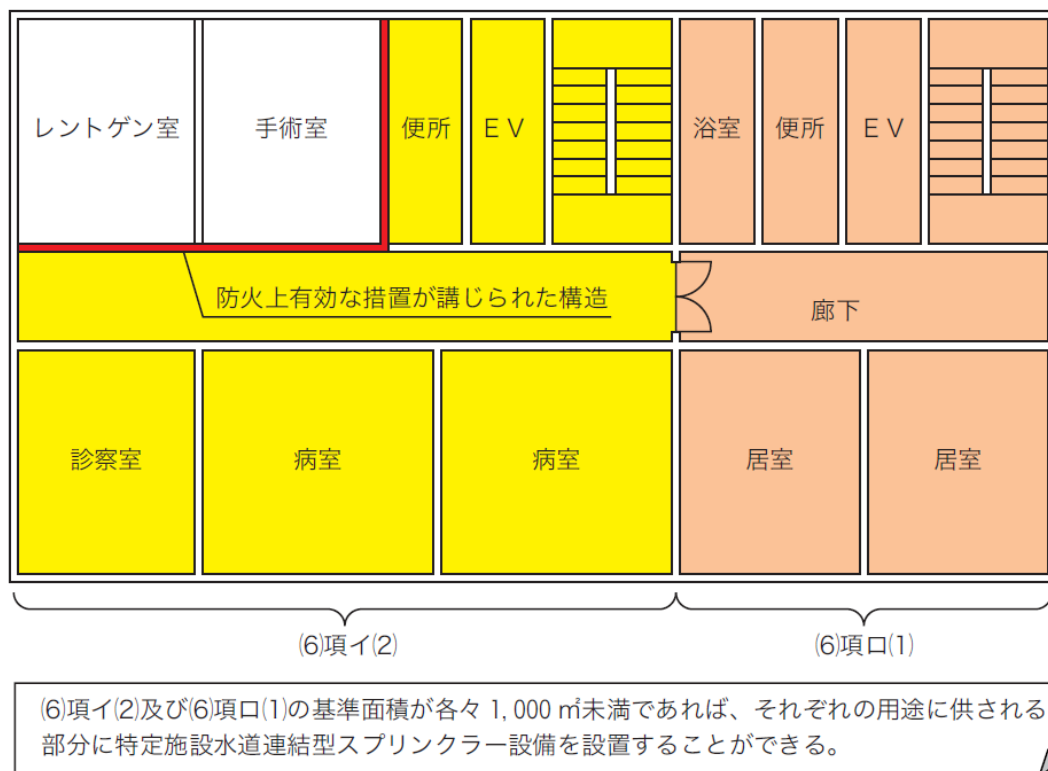 レントゲン室
手術室
便所
ＥＶ
浴室
便所
ＥＶ
防火上有効な措置が講じられた構造
廊下
診察室
病室
病室
居室
居室
⑹項イ⑵
⑹項ロ⑴
⑹項イ⑵及び⑹項ロ⑴の基準面積が各々 1,000 ㎡未満であれば、それぞれの用途に供される
部分に特定施設水道連結型スプリンクラー設備を設置することができる。